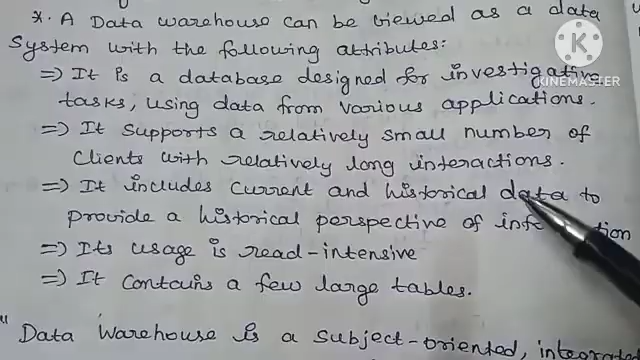 *. A Data warehouse can be viewed as a data
System with the following attributes:
=> It is a database designed for investigative
tasks, using data from various applications.
=> It supports a relatively small number of
Clients with relatively long interactions.
=> It includes Current and historical data to
provide a historical perspective of
=> Its usage is read-intensive
=> It contains a few large tables.
"Data Warehouse is a subject-oriented,
KINEMASTER